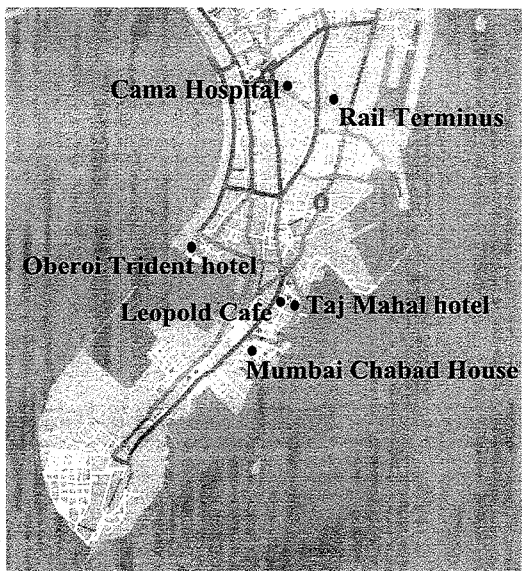 Cama Hospital
Rail Terminus
Oberoi Trident hotel
Leopold Cafe
Taj Mahal hotel
Mumbai Chabad House